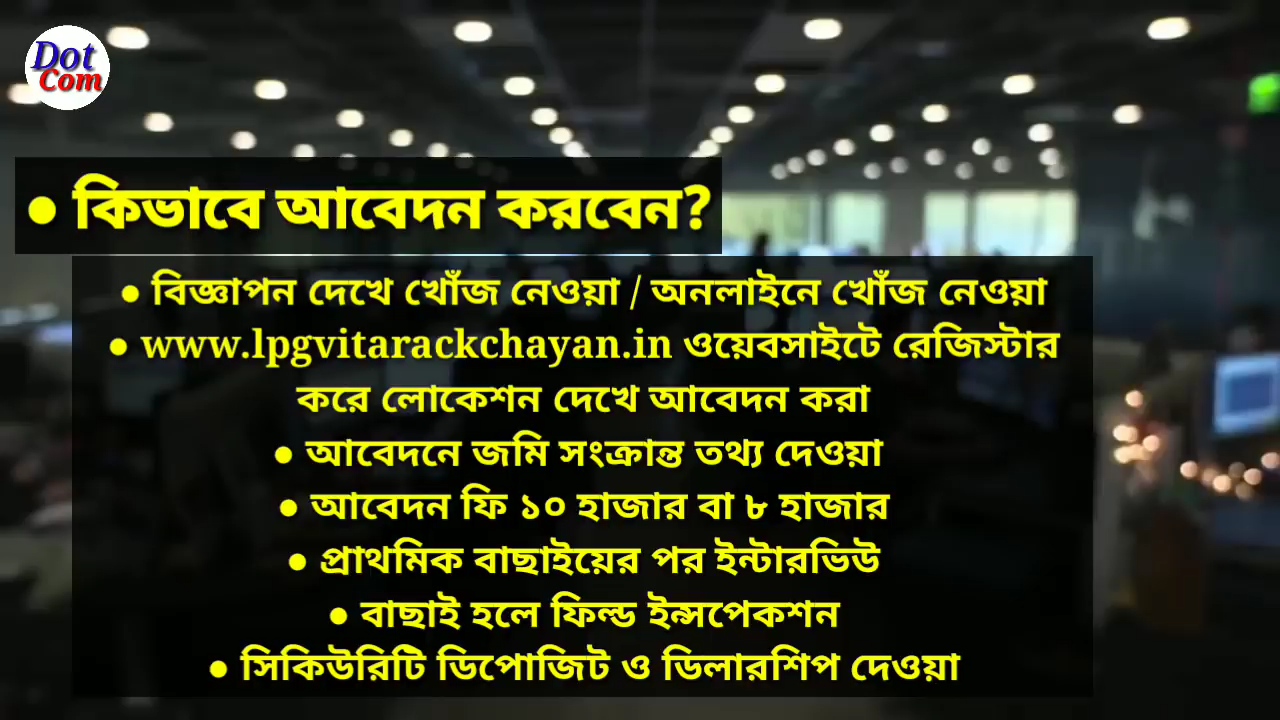 Dot
Com
● কিভাবে আবেদন করবেন?
● বিজ্ঞাপন দেখে খোঁজ নেওয়া / অনলাইনে খোঁজ নেওয়া
● www.lpgvitarackchayan.in ওয়েবসাইটে রেজিস্টার
করে লোকেশন দেখে আবেদন করা
● আবেদনে জমি সংক্রান্ত তথ্য দেওয়া
● আবেদন ফি ১০ হাজার বা ৮ হাজার
● প্রাথমিক বাছাইয়ের পর ইন্টারভিউ
● বাছাই হলে ফিল্ড ইন্সপেকশন
● সিকিউরিটি ডিপোজিট ও ডিলারশিপ দেওয়া